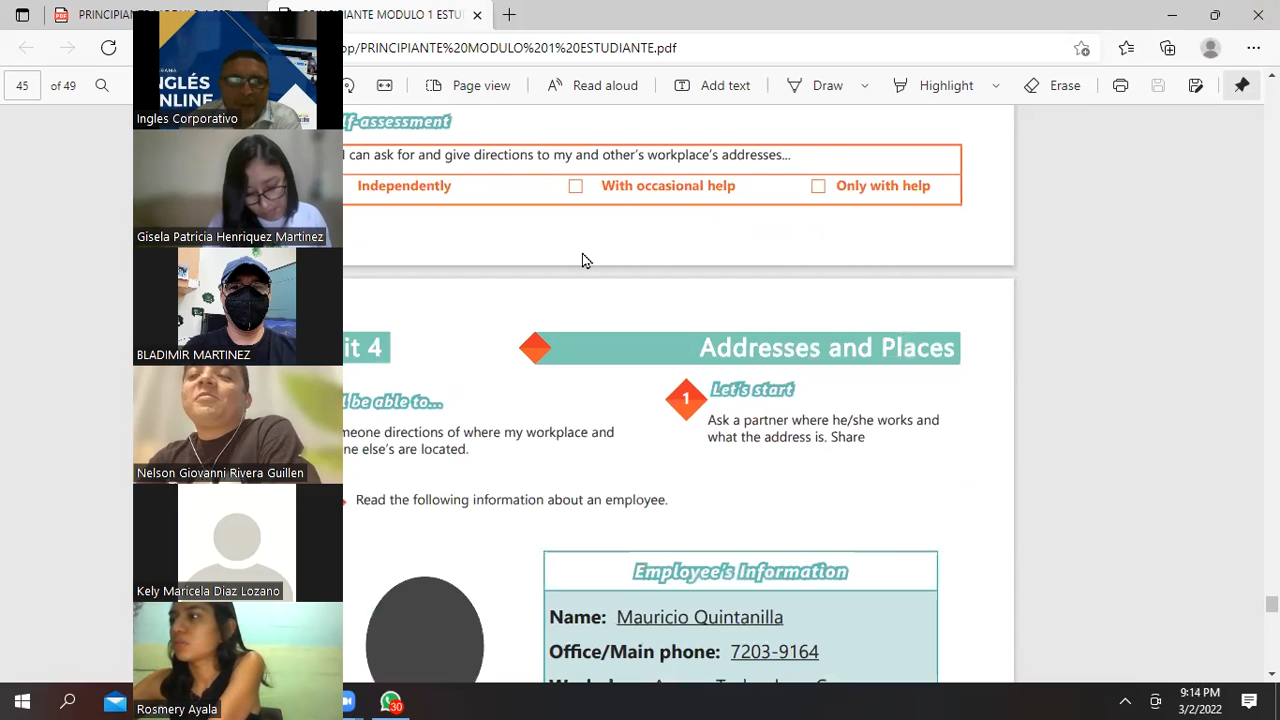 PRINCIPIANTE MODULO 1 ESTU
op/PRINCIPIANTE%20MODULO%201%20ESTUDIANTE.pdf
45
Page view
Read aloud
Add text
Draw
Highlight
Erase
INGLÉS
ONLINE
Ingles Corporativo
Gisela Patricia Henriquez Martinez
BLADIMIR MARTINEZ
Nelson Giovanni Rivera Guillen
Kely Maricela Diaz Lozano
Rosmery Ayala
lf-assessment
I can ask for and give directions to my and other's workplace's addresses...
Independently
With occasional help
Only with help
it 4
Addresses and Places
l be able to...
meone directions of where my workplace and
ne else's are located.
1
Let's start
Ask a partner where he/she works and
what the address is. Share
Read the following information about an employee.
Employee's Information
Name: Mauricio Quintanilla
Office/Main phone: 7203-9164
30
9:14 PM
3/2/2022